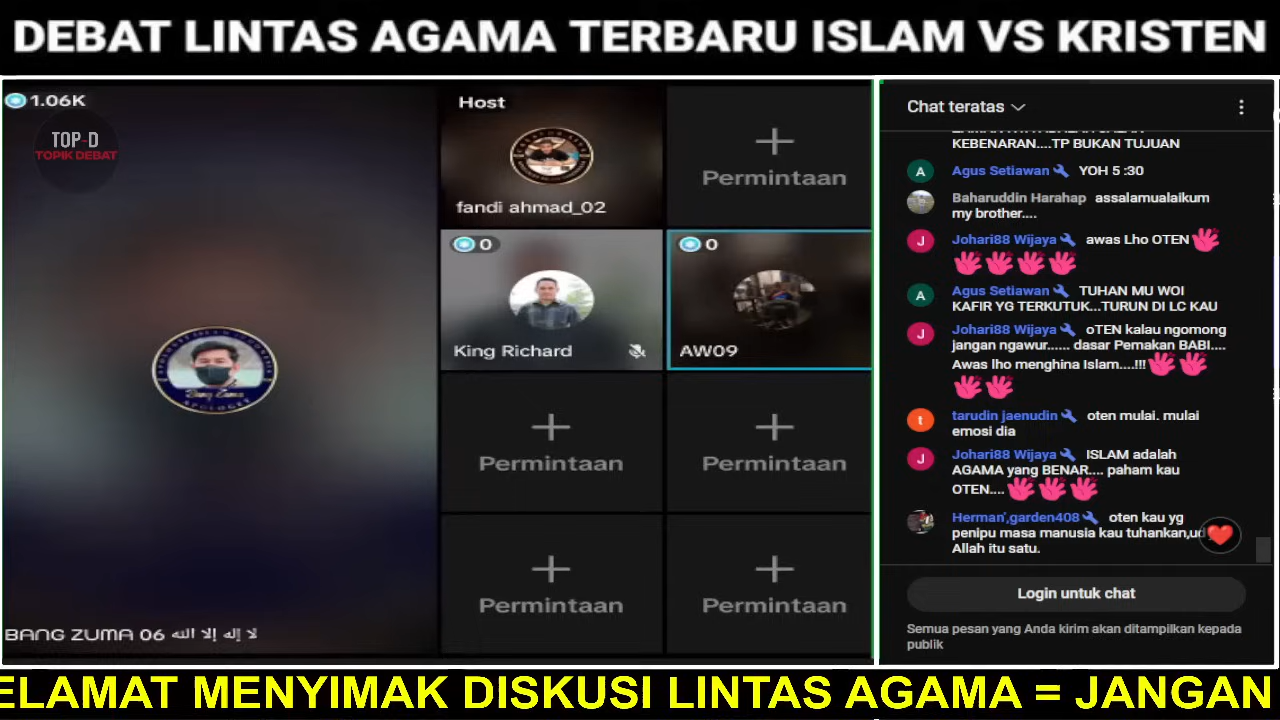 DEBAT LINTAS AGAMA TERBARU ISLAM VS KRISTEN
1.06K
TOP-D
TOPIK DEBAT
Bang Zuma
APOLOGET
BANG ZUMA 06 لا إله إلا الله
Host
fandi ahmad_02
Permintaan
0
King Richard
0
AW09
Permintaan
Permintaan
Permintaan
Permintaan
Chat teratas
KEBENARAN....TP BUKAN TUJUAN
A Agus Setiawan YOH 5 :30
Baharuddin Harahap assalamualaikum
my brother....
J Johari88 Wijaya awas Lho OTEN
A Agus Setiawan TUHAN MU WOI
KAFIR YG TERKUTUK...TURUN DI LC KAU
J Johari88 Wijaya oTEN kalau ngomong
jangan ngawur...... dasar Pemakan BABI....
Awas lho menghina Islam....!!!
t tarudin jaenudin oten mulai. mulai
emosi dia
J Johari88 Wijaya ISLAM adalah
AGAMA yang BENAR.... paham kau
OTEN....
Herman',garden408 oten kau yg
penipu masa manusia kau tuhankan,ud
Allah itu satu.
Login untuk chat
Semua pesan yang Anda kirim akan ditampilkan kepada
publik
ELAMAT MENYIMAK DISKUSI LINTAS AGAMA = JANGAN